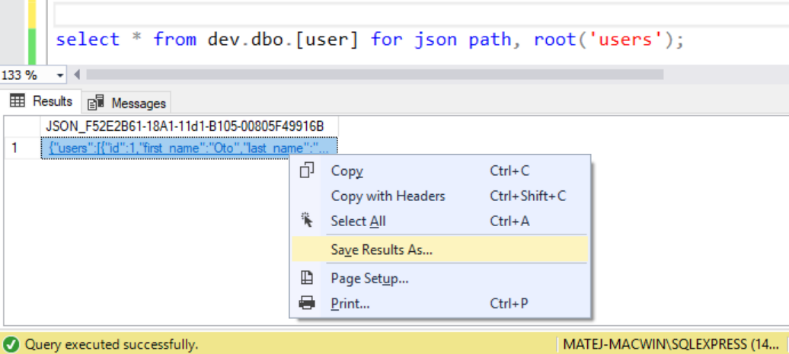 select * from dev.dbo.[user] for json path, root('users');
133 %
Results Messages
JSON_F52E2B61-18A1-11d1-B105-00805F49916B
1 {"users":[{"id":1,"first_name":"Oto","last_name":"...
Copy Ctrl+C
Copy with Headers Ctrl+Shift+C
Select All Ctrl+A
Save Results As...
Page Setup...
Print... Ctrl+P
Query executed successfully. MATEJ-MACWIN\SQLEXPRESS (14...